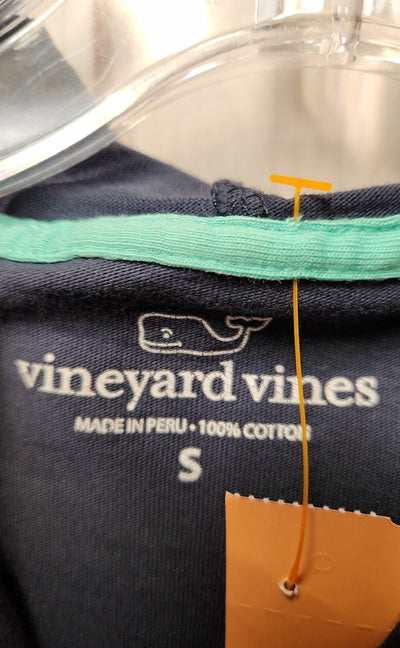 vineyard vines
MADE IN PERU • 100% COTTON
S